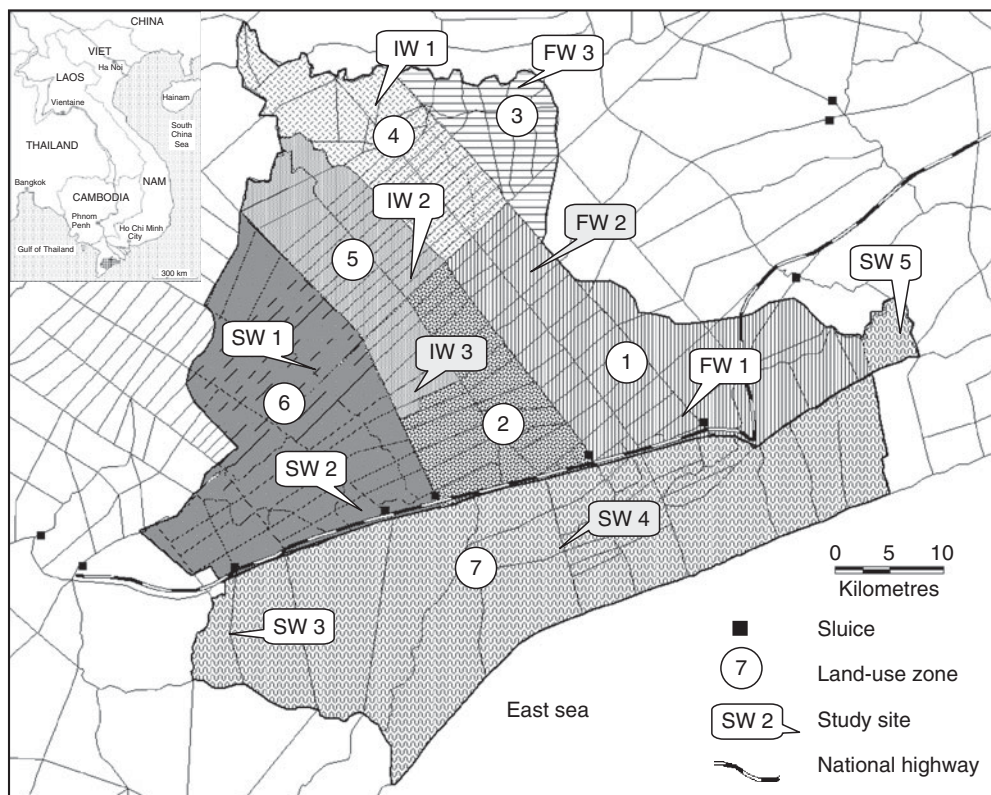 CHINA
VIET
Ha Noi
LAOS
Hainam
Vientaine
South
China
Sea
THAILAND
NAM
Bangkok
CAMBODIA
Phnom
Penh
Ho Chi Minh
City
Gulf of Thailand
300 km
IW 1
FW 3
3
4
IW 2
FW 2
5
SW 5
SW 1
IW 3
1
FW 1
6
2
SW 2
SW 4
7
SW 3
East sea
0 5 10
Kilometres
Sluice
7 Land-use zone
SW 2 Study site
National highway